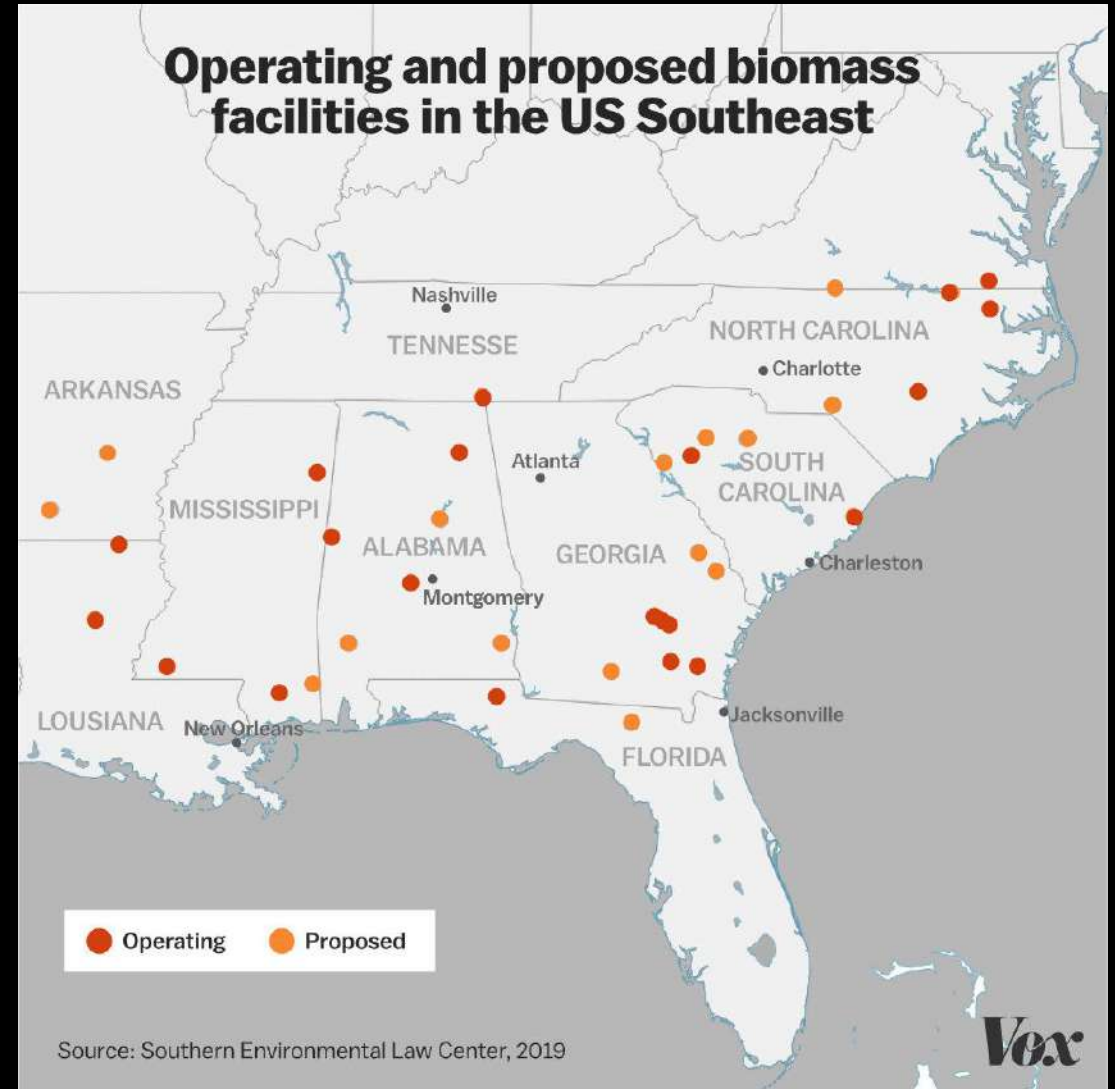 Operating and proposed biomass
facilities in the US Southeast
Nashville
TENNESSEE
NORTH CAROLINA
Charlotte
ARKANSAS
Atlanta
SOUTH
CAROLINA
MISSISSIPPI
ALABAMA
GEORGIA
Charleston
Montgomery
LOUSIANA
New Orleans
Jacksonville
FLORIDA
Operating
Proposed
Source: Southern Environmental Law Center, 2019
Vox